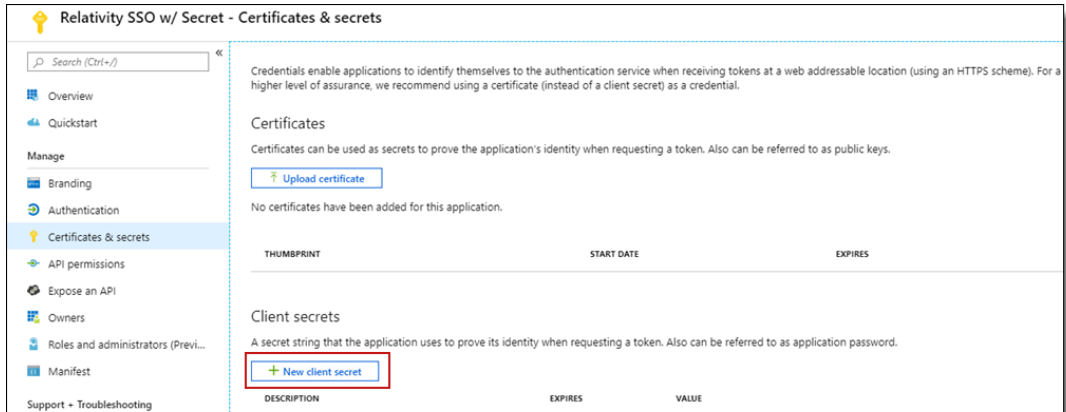 Relativity SSO w/ Secret - Certificates & secrets
Search (Ctrl+/)
«
Overview
Quickstart
Manage
Branding
Authentication
Certificates & secrets
API permissions
Expose an API
Owners
Roles and administrators (Previ...
Manifest
Support + Troubleshooting
Credentials enable applications to identify themselves to the authentication service when receiving tokens at a web addressable location (using an HTTPS scheme). For a
higher level of assurance, we recommend using a certificate (instead of a client secret) as a credential.
Certificates
Certificates can be used as secrets to prove the application's identity when requesting a token. Also can be referred to as public keys.
Upload certificate
No certificates have been added for this application.
THUMBPRINT START DATE EXPIRES
Client secrets
A secret string that the application uses to prove its identity when requesting a token. Also can be referred to as application password.
+ New client secret
DESCRIPTION EXPIRES VALUE